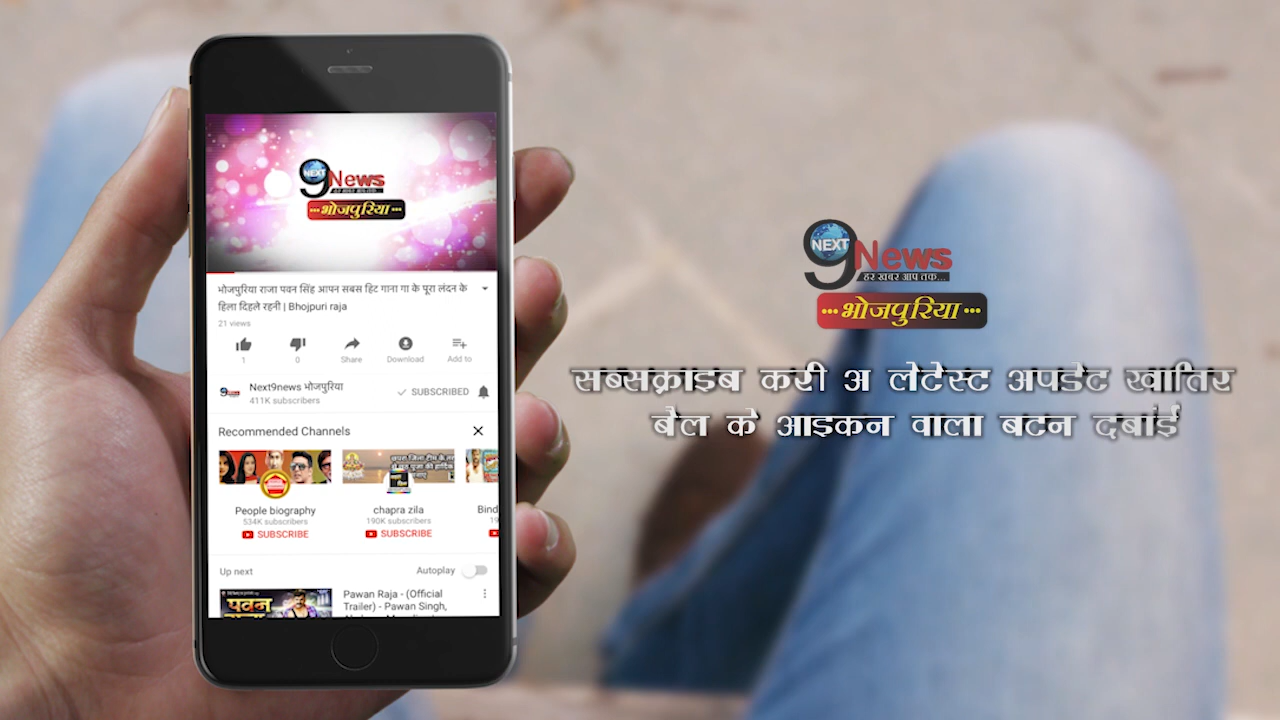 NEXT
9News
हर खबर आप तक...
···भोजपुरिया···
भोजपुरिया राजा पवन सिंह आपन सबस हिट गाना गा के पूरा लंदन के
हिला दिहले रहनी | Bhojpuri raja
21 views
1
0
Share
Download
Add to
Next9news भोजपुरिया
411K subscribers
SUBSCRIBED
Recommended Channels
People biography
534K subscribers
SUBSCRIBE
chapra zila
190K subscribers
SUBSCRIBE
Bind
19
Up next
Autoplay
पवन
Pawan Raja - (Official
Trailer) - Pawan Singh,
NEXT
9News
हर खबर आप तक...
···भोजपुरिया···
सब्सक्राइब करी अ लेटेस्ट अपडेट खातिर
बेल के आइकन वाला बटन दबांई